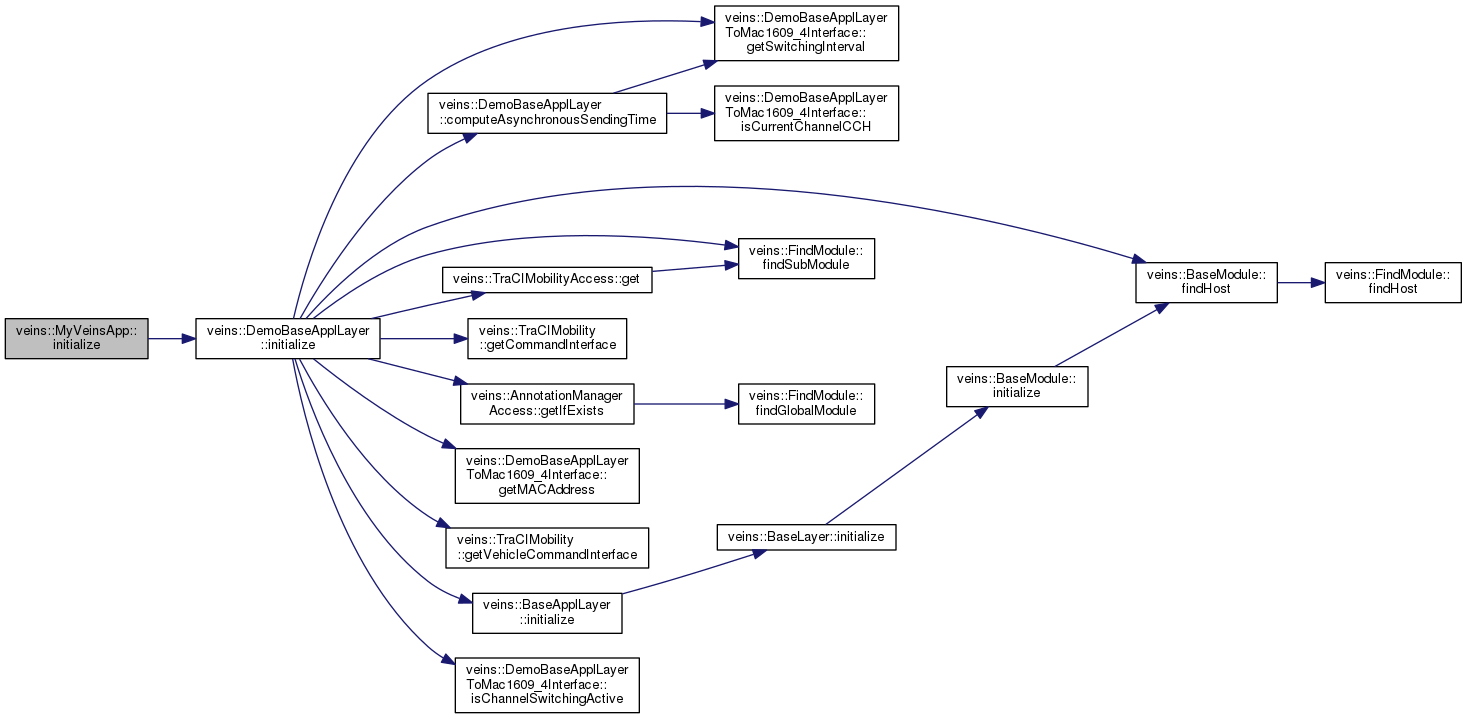 veins::DemoBaseApplLayer
ToMac1609_4Interface::
getSwitchingInterval
veins::DemoBaseApplLayer
::computeAsynchronousSendingTime
veins::DemoBaseApplLayer
ToMac1609_4Interface::
isCurrentChannelCCH
veins::FindModule::
findSubModule
veins::TraCIMobilityAccess::get
veins::BaseModule::
findHost
veins::FindModule::
findHost
veins::MyVeinsApp::
initialize
veins::DemoBaseApplLayer
::initialize
veins::TraCIMobility
::getCommandInterface
veins::BaseModule::
initialize
veins::AnnotationManager
Access::getIfExists
veins::FindModule::
findGlobalModule
veins::DemoBaseApplLayer
ToMac1609_4Interface::
getMACAddress
veins::TraCIMobility
::getVehicleCommandInterface
veins::BaseLayer::initialize
veins::BaseApplLayer
::initialize
veins::DemoBaseApplLayer
ToMac1609_4Interface::
isChannelSwitchingActive